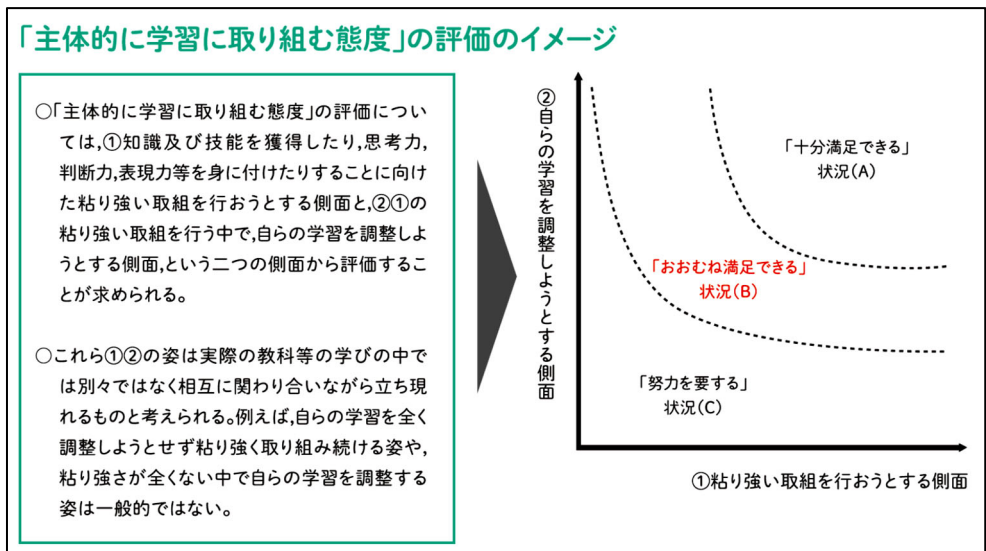 「主体的に学習に取り組む態度」の評価のイメージ
○「主体的に学習に取り組む態度」の評価につい
ては,①知識及び技能を獲得したり,思考力,
判断力,表現力等を身に付けたりすることに向け
た粘り強い取組を行おうとする側面と,②①の
粘り強い取組を行う中で,自らの学習を調整しよ
うとする側面,という二つの側面から評価するこ
とが求められる。
○これら①②の姿は実際の教科等の学びの中で
は別々ではなく相互に関わり合いながら立ち現
れるものと考えられる。例えば,自らの学習を全く
調整しようとせず粘り強く取り組み続ける姿や,
粘り強さが全くない中で自らの学習を調整する
姿は一般的ではない。
②自らの学習を調整しようとする側面
「十分満足できる」
状況(A)
「おおむね満足できる」
状況(B)
「努力を要する」
状況(C)
①粘り強い取組を行おうとする側面